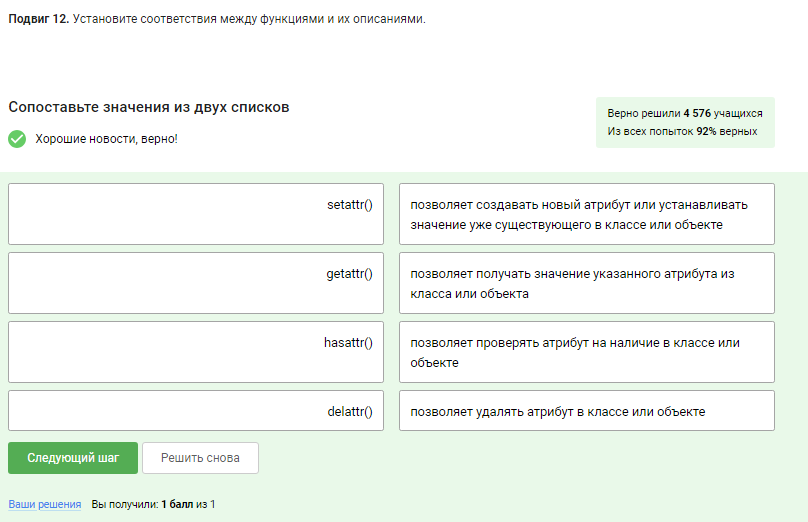 Подвиг 12. Установите соответствия между функциями и их описаниями.
Сопоставьте значения из двух списков
Хорошие новости, верно!
Верно решили 4 576 учащихся
Из всех попыток 92% верных
setattr()
позволяет создавать новый атрибут или устанавливать
значение уже существующего в классе или объекте
getattr()
позволяет получать значение указанного атрибута из
класса или объекта
hasattr()
позволяет проверять атрибут на наличие в классе или
объекте
delattr()
позволяет удалять атрибут в классе или объекте
Следующий шаг
Решить снова
Ваши решения Вы получили: 1 балл из 1